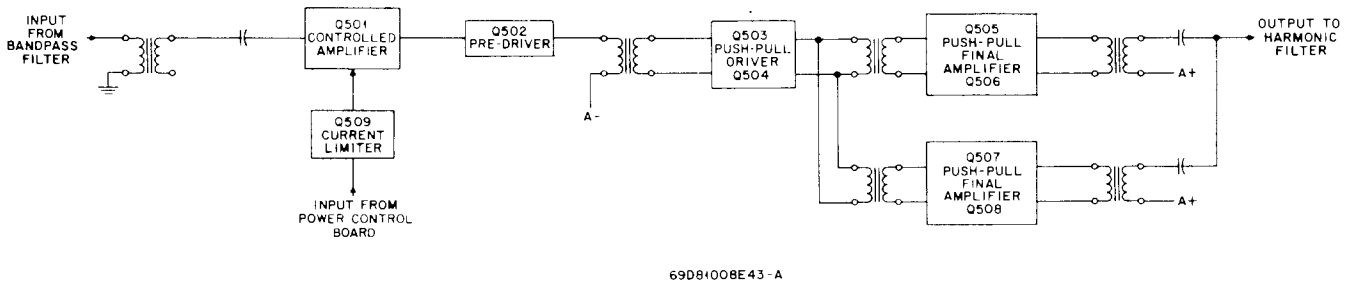 INPUT
FROM
BANDPASS
FILTER
Q501
CONTROLLED
AMPLIFIER
Q502
PRE-DRIVER
Q509
CURRENT
LIMITER
INPUT FROM
POWER CONTROL
BOARD
A-
Q503
PUSH-PULL
DRIVER
Q504
Q505
PUSH-PULL
FINAL
AMPLIFIER
Q506
A+
OUTPUT TO
HARMONIC
FILTER
Q507
PUSH-PULL
FINAL
AMPLIFIER
Q508
A+
69D81008E43-A